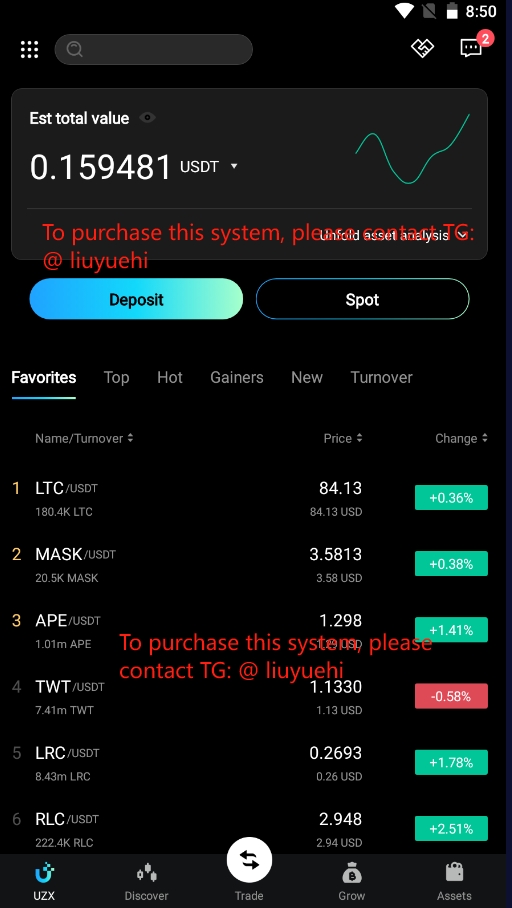 8:50
2
Est total value
0.159481 USDT
Unfold asset analysis
To purchase this system, please contact TG:
@ liuyuehi
Deposit Spot
Favorites Top Hot Gainers New Turnover
Name/Turnover Price Change
1 LTC/USDT 84.13 +0.36%
180.4K LTC 84.13 USD
2 MASK/USDT 3.5813 +0.38%
20.5K MASK 3.58 USD
3 APE/USDT 1.298 +1.41%
1.01m APE 1.29 USD
To purchase this system, please
contact TG: @ liuyuehi
4 TWT/USDT 1.1330 -0.58%
7.41m TWT 1.13 USD
5 LRC/USDT 0.2693 +1.78%
8.43m LRC 0.26 USD
6 RLC/USDT 2.948 +2.51%
222.4K RLC 2.94 USD
UZX Discover Trade Grow Assets